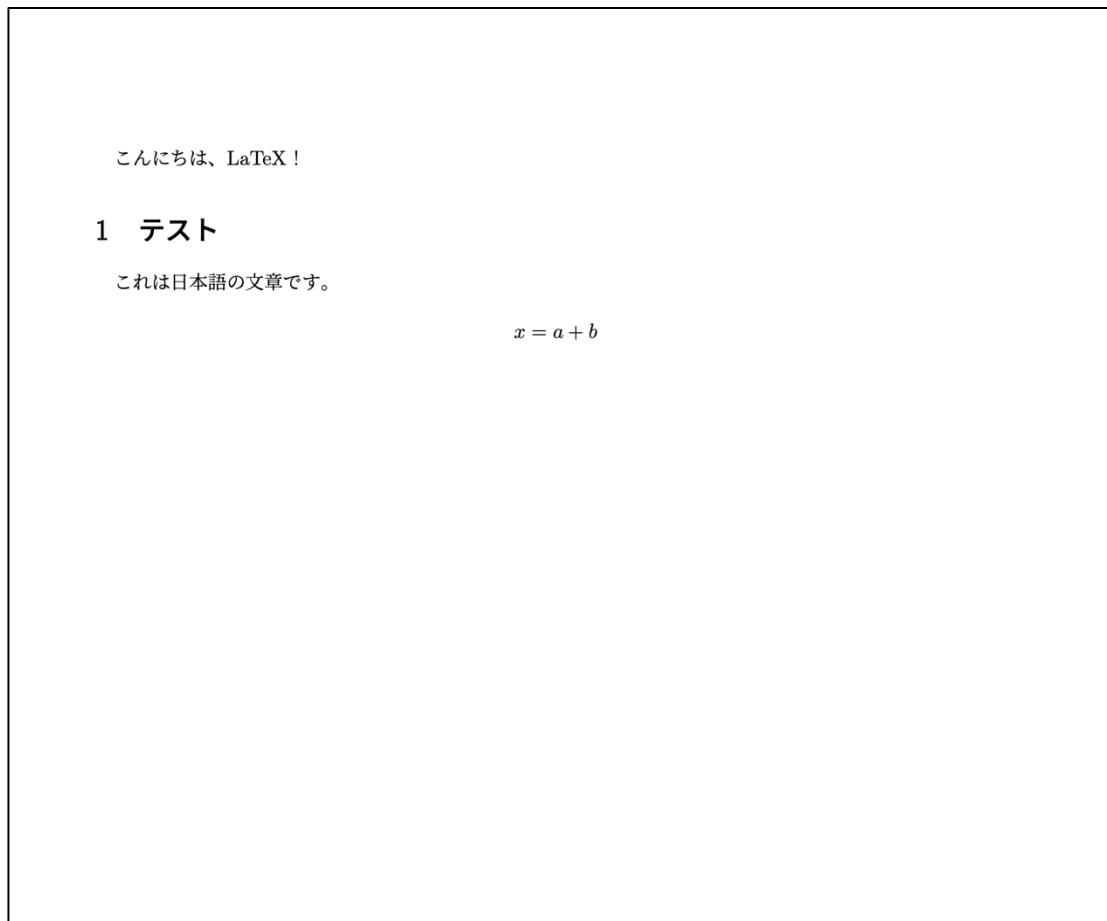 こんにちは、LaTeX！
1 テスト
これは日本語の文章です。
x = a + b